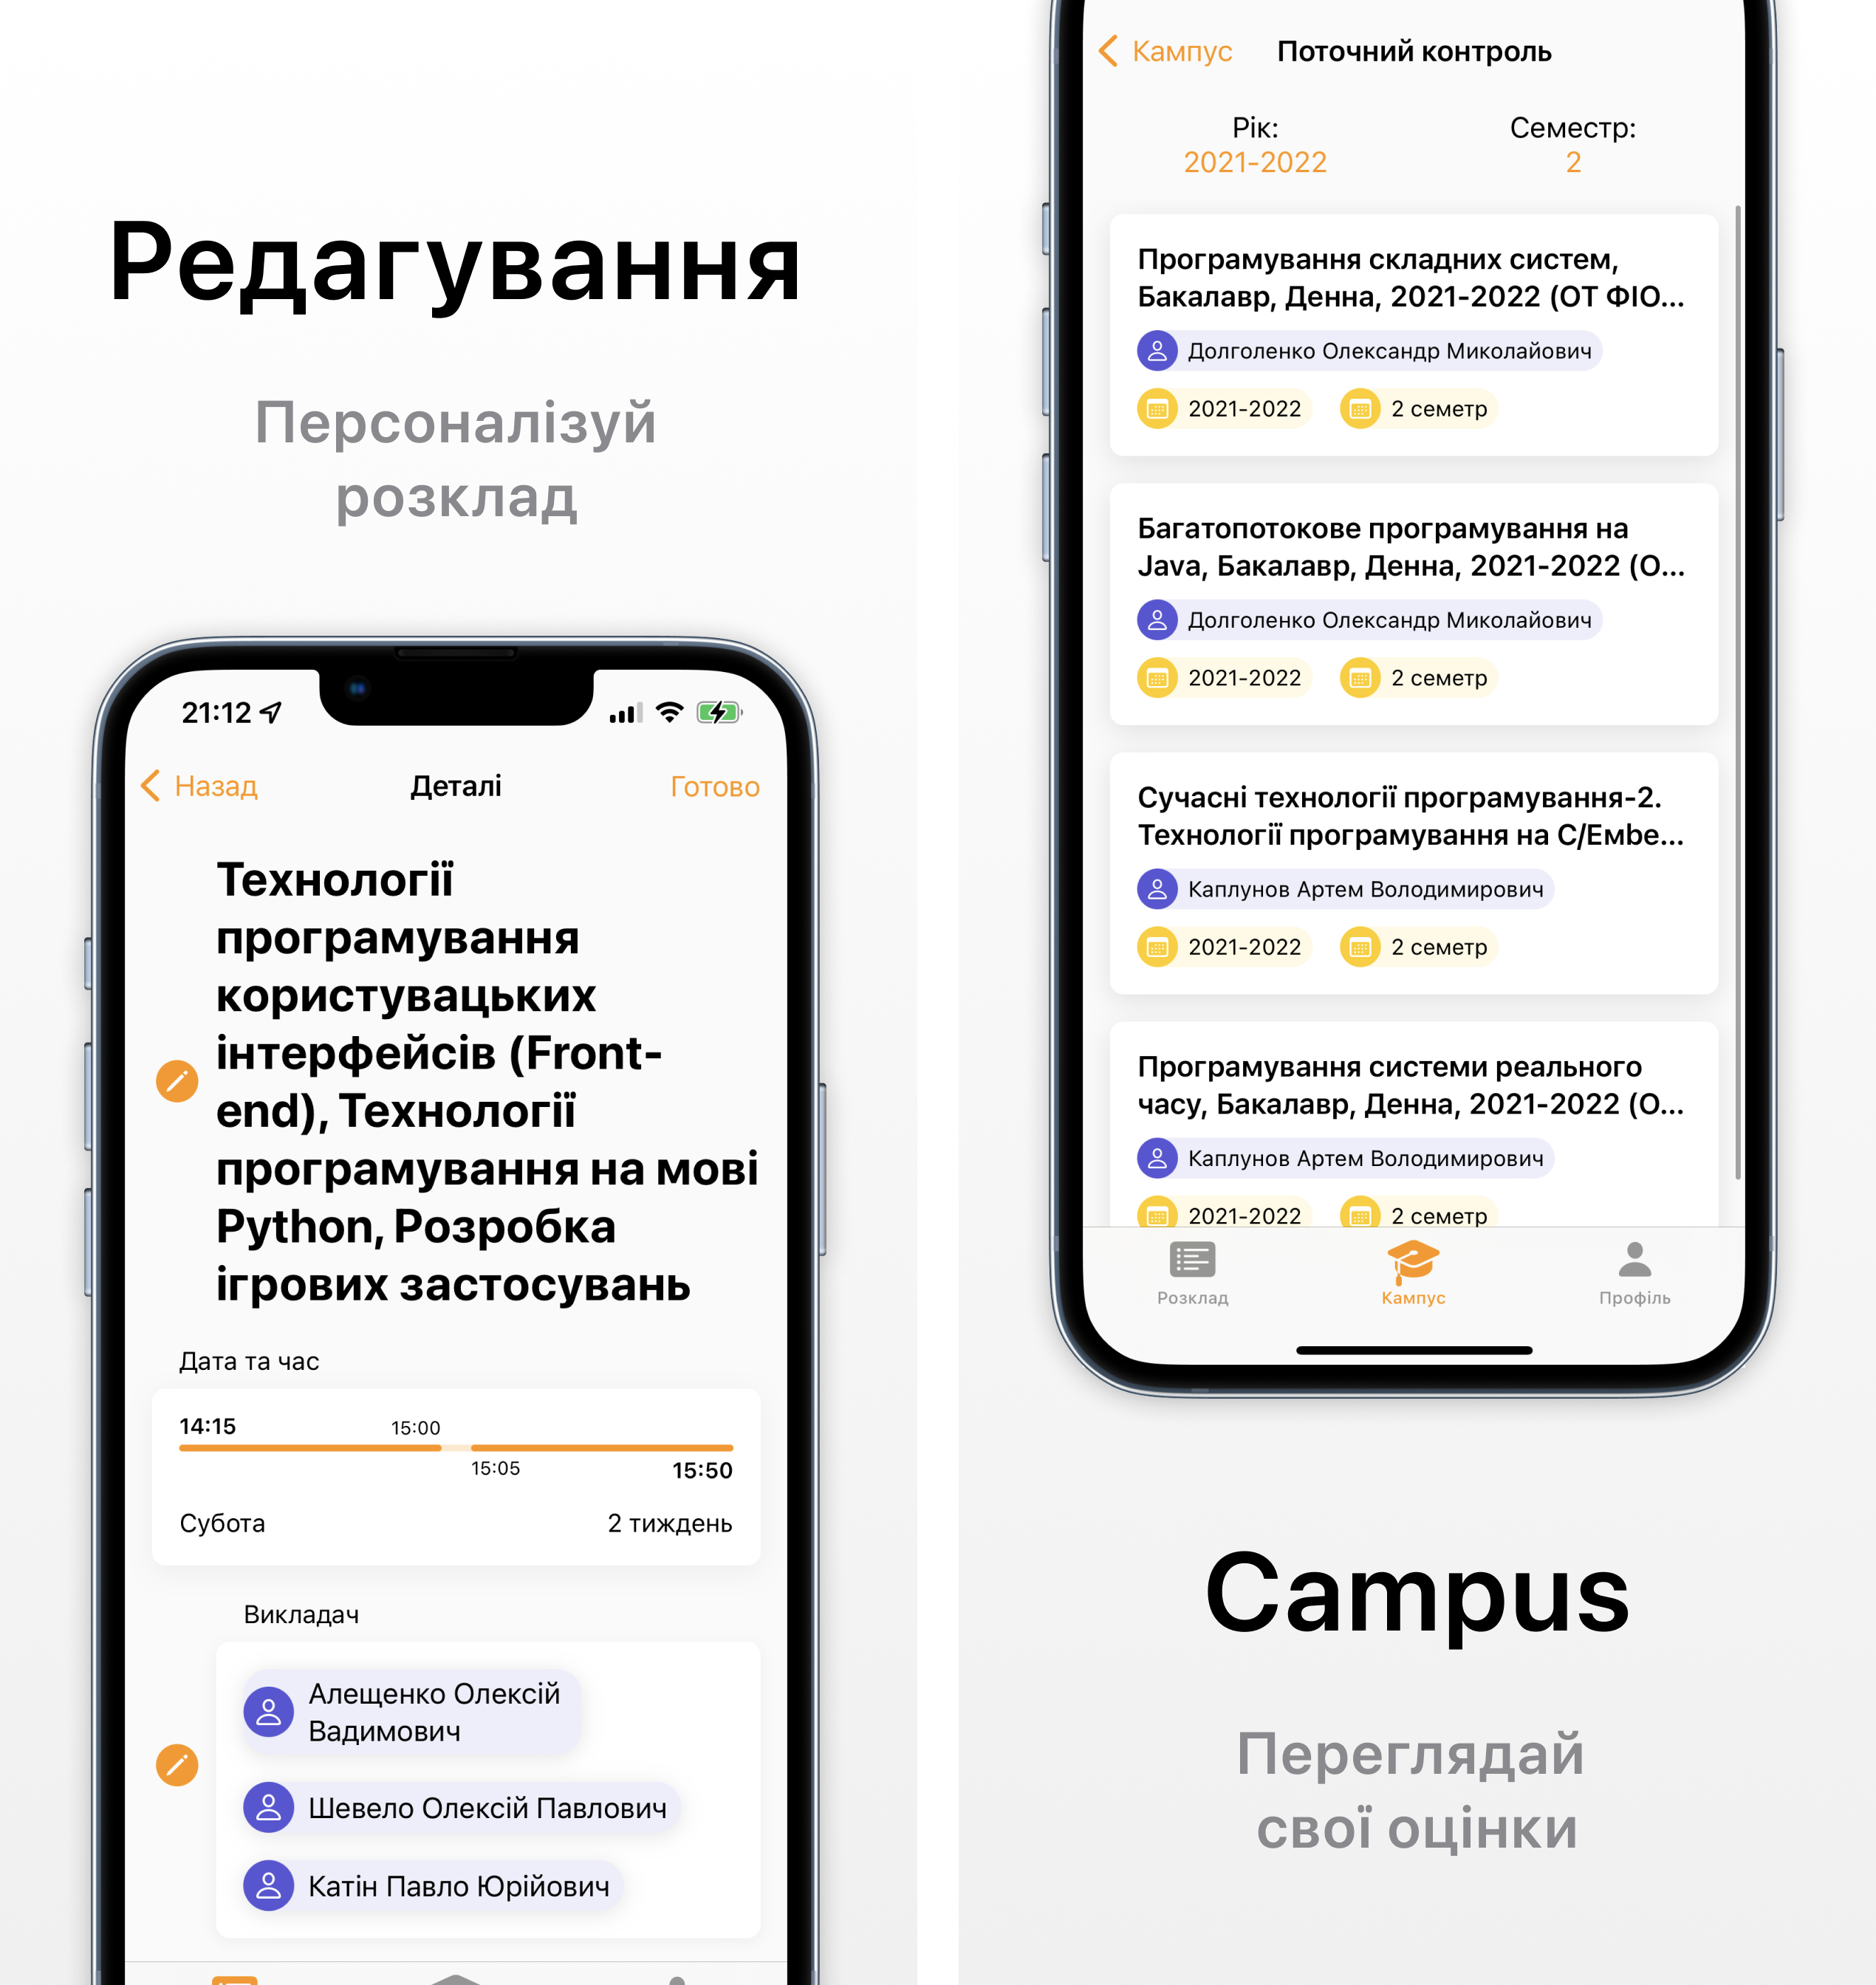 Редагування
Персоналізуй
розклад
21:12
Назад
Деталі
Готово
Технології
програмування
користувацьких
інтерфейсів (Front-
end), Технології
програмування на мові
Python, Розробка
ігрових застосувань
Дата та час
14:15
15:00
15:05
15:50
Субота
2 тиждень
Викладач
Алещенко Олексій
Вадимович
Шевело Олексій Павлович
Катін Павло Юрійович
Кампус
Поточний контроль
Рік:
2021-2022
Семестр:
2
Програмування складних систем,
Бакалавр, Денна, 2021-2022 (ОТ ФІО...
Долголенко Олександр Миколайович
2021-2022
2 семетр
Багатопотокове програмування на
Java, Бакалавр, Денна, 2021-2022 (О...
Долголенко Олександр Миколайович
2021-2022
2 семетр
Сучасні технології програмування-2.
Технології програмування на С/Embe...
Каплунов Артем Володимирович
2021-2022
2 семетр
Програмування системи реального
часу, Бакалавр, Денна, 2021-2022 (О...
Каплунов Артем Володимирович
2021-2022
2 семетр
Розклад
Кампус
Профіль
Campus
Переглядай
свої оцінки